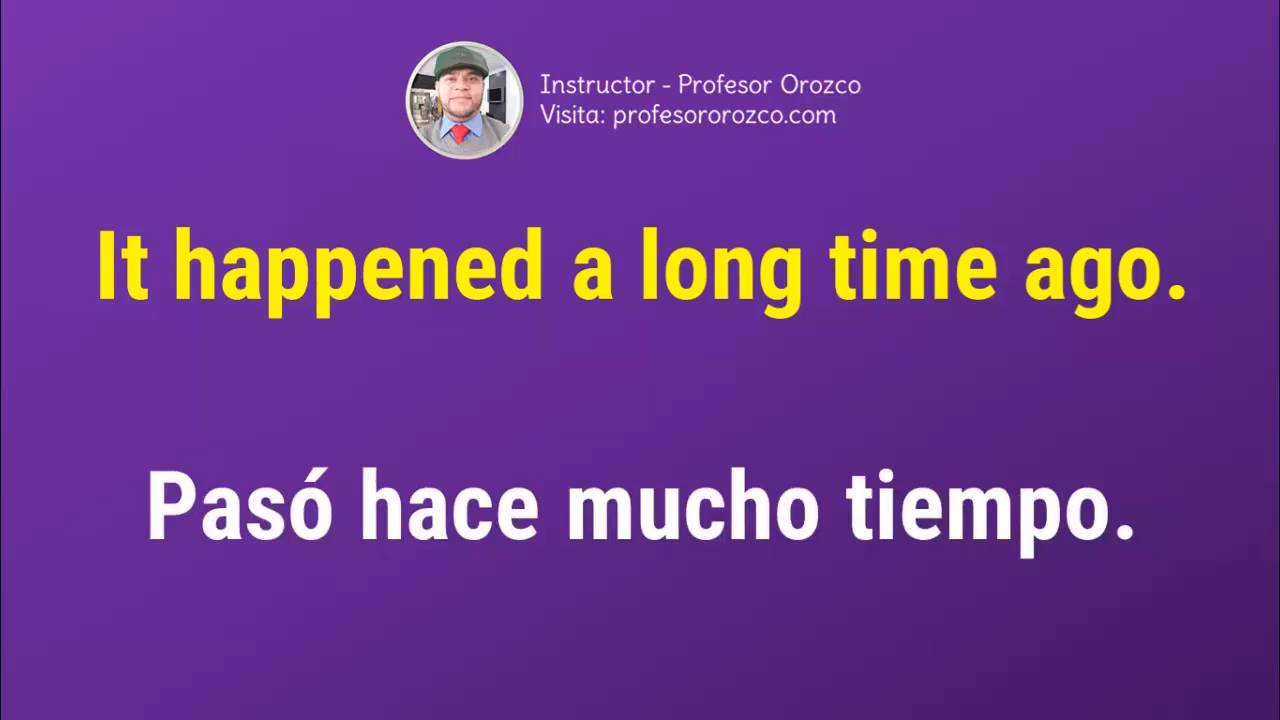 Instructor - Profesor Orozco
Visita: profesororozco.com
It happened a long time ago.
Pasó hace mucho tiempo.